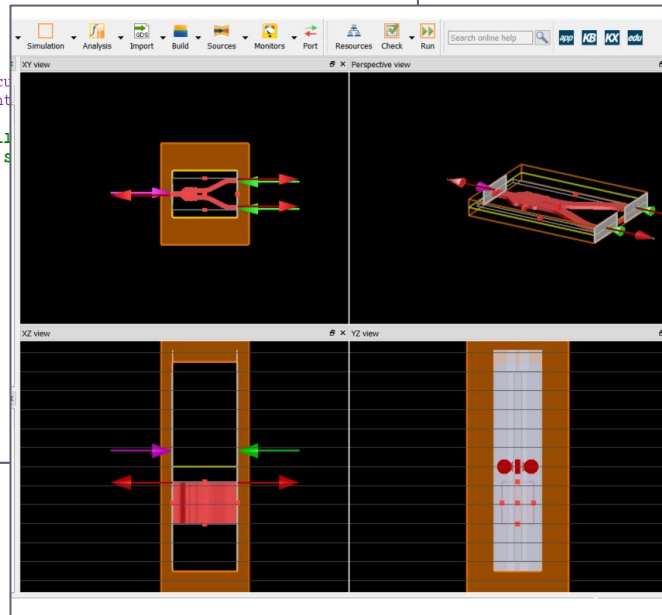 Simulation Analysis Import Build Sources Monitors Port Resources Check Run Search online help app KB KX edu
GDS
XY view
Perspective view
XZ view
YZ view